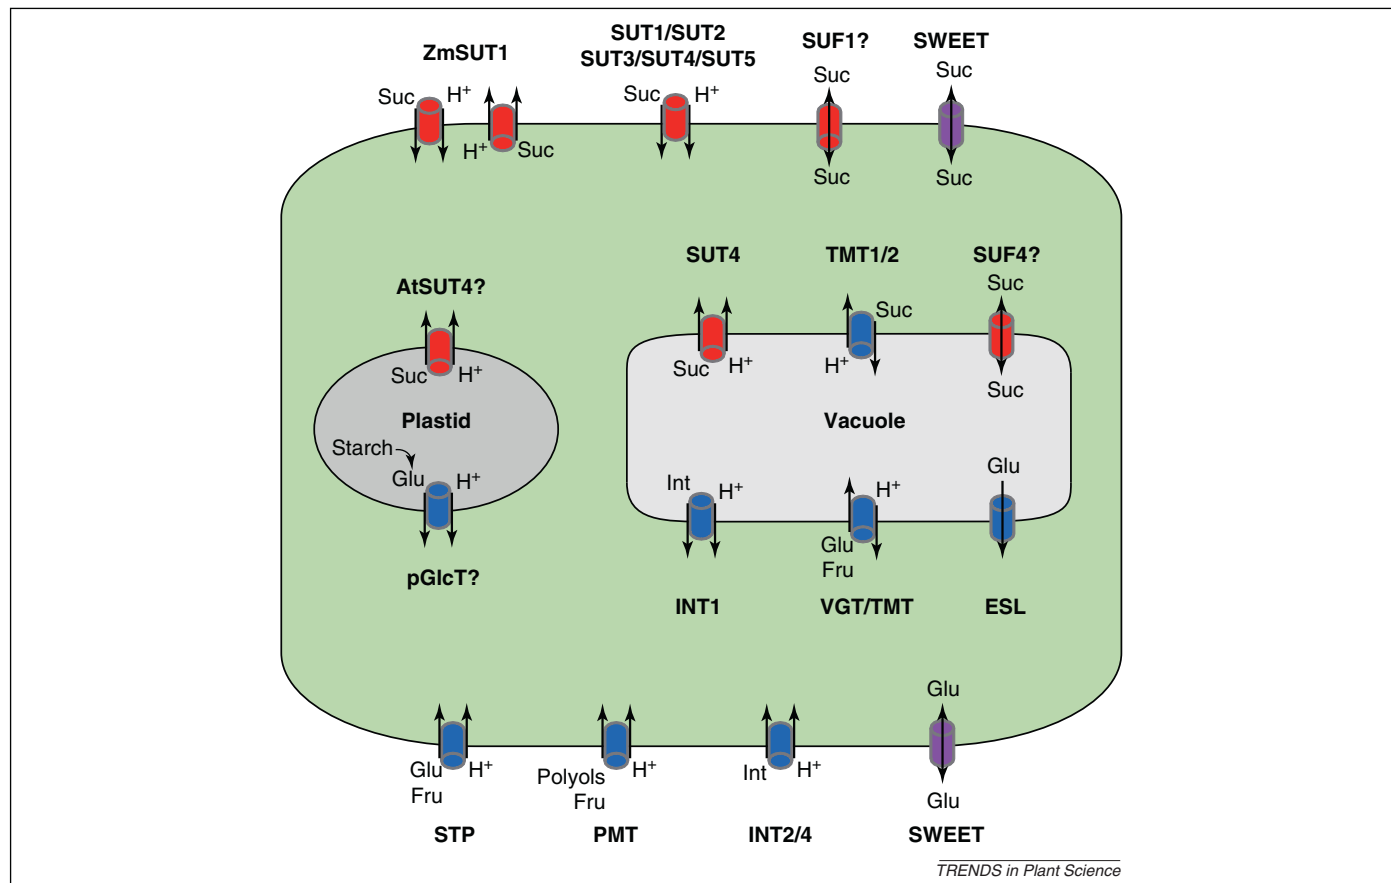 ZmSUT1
SUT1/SUT2
SUT3/SUT4/SUT5
SUF1?
SWEET
Suc H+
H+ Suc
Suc H+
Suc
Suc
Suc
Suc
AtSUT4?
Suc H+
Plastid
Starch
Glu H+
pGlcT?
SUT4
Suc H+
TMT1/2
Suc
H+
SUF4?
Suc
Suc
Vacuole
Int H+
INT1
H+
Glu
Fru
VGT/TMT
Glu
ESL
Glu H+
Fru
STP
Polyols H+
Fru
PMT
Int H+
INT2/4
Glu
Glu
SWEET
TRENDS in Plant Science